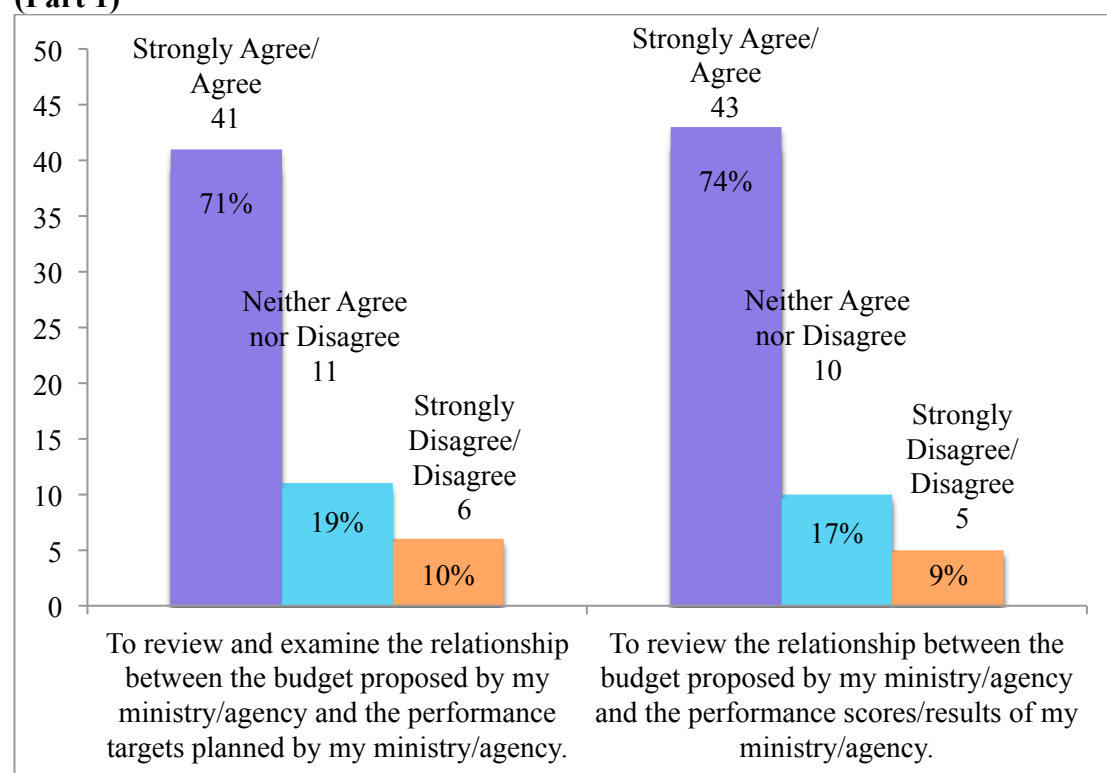 (Part 1)
50
45
40
35
30
25
20
15
10
5
0
Strongly Agree/
Agree
41
71%
Neither Agree
nor Disagree
11
19%
Strongly
Disagree/
Disagree
6
10%
Strongly Agree/
Agree
43
74%
Neither Agree
nor Disagree
10
17%
Strongly
Disagree/
Disagree
5
9%
To review and examine the relationship
between the budget proposed by my
ministry/agency and the performance
targets planned by my ministry/agency.
To review the relationship between the
budget proposed by my ministry/agency
and the performance scores/results of my
ministry/agency.